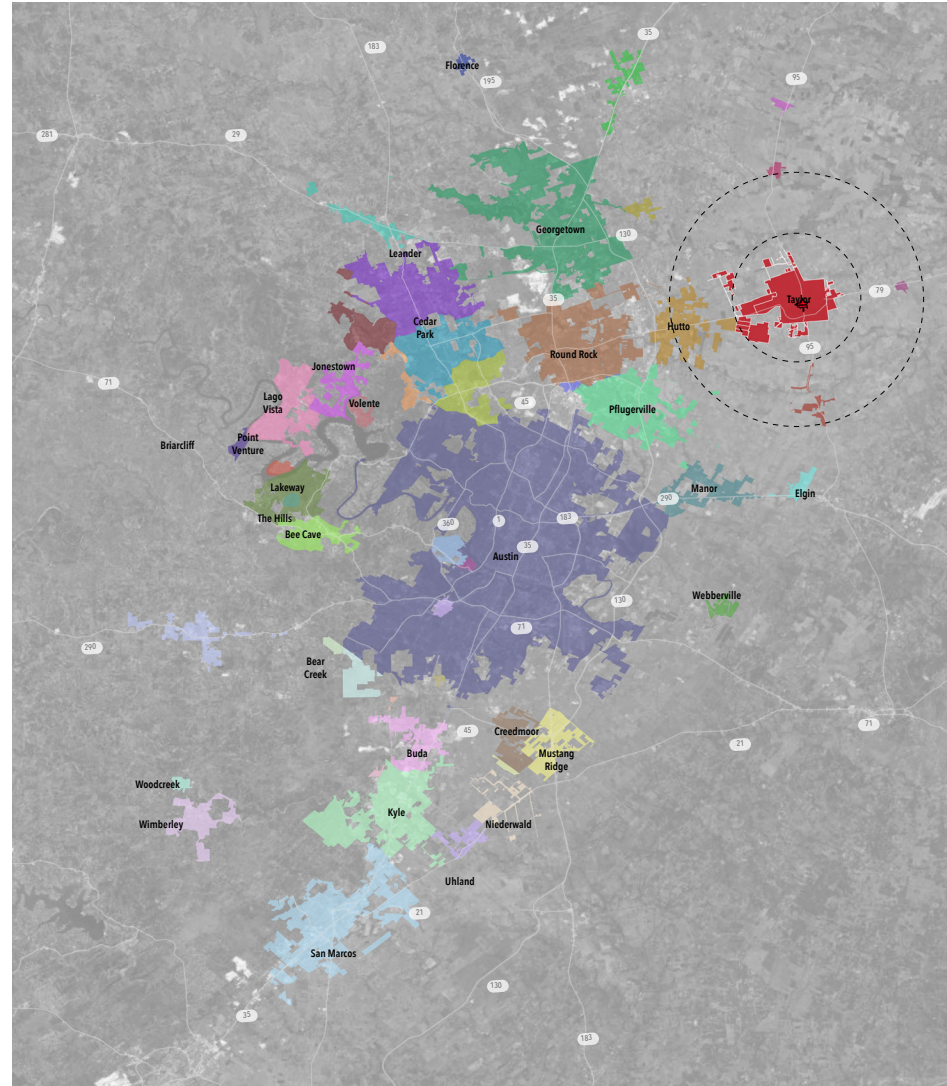 35
183
Florence
195
95
281
29
Georgetown
130
Leander
79
35
Taylor
Cedar
Park
Hutto
95
Round Rock
Jonestown
71
Lago
Vista
Volente
45
Pflugerville
Point
Venture
Briarcliff
Lakeway
Manor
Elgin
290
The Hills
360
1
183
Bee Cave
35
Austin
Webberville
130
71
290
Bear
Creek
71
Creedmoor
45
21
Buda
Mustang
Ridge
Woodcreek
Kyle
Wimberley
Niederwald
Uhland
21
San Marcos
130
35
183